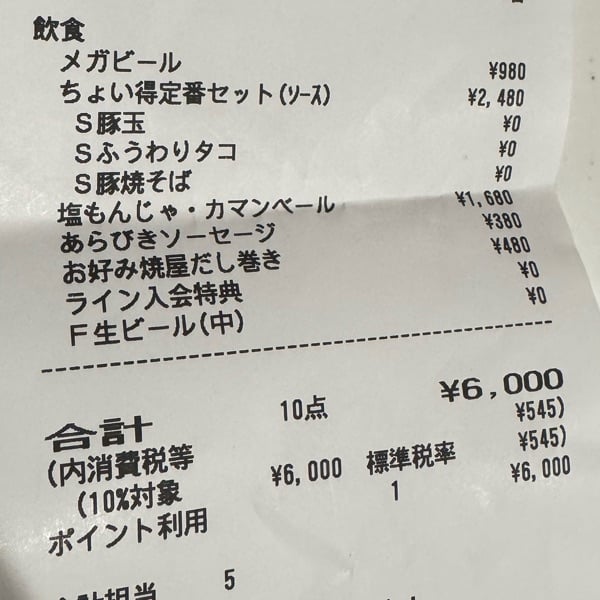 飲食
メガビール ¥980
ちょい得定番セット(ソース) ¥2,480
S豚玉 ¥0
Sふうわりタコ ¥0
S豚焼そば ¥0
塩もんじゃ・カマンベール ¥1,680
あらびきソーセージ ¥380
お好み焼屋だし巻き ¥480
ライン入会特典 ¥0
F生ビール(中) ¥0
合計 10点 ¥6,000
(内消費税等 ¥545)
(10%対象 ¥6,000 標準税率 ¥545)
ポイント利用 1 ¥6,000
会計担当 5